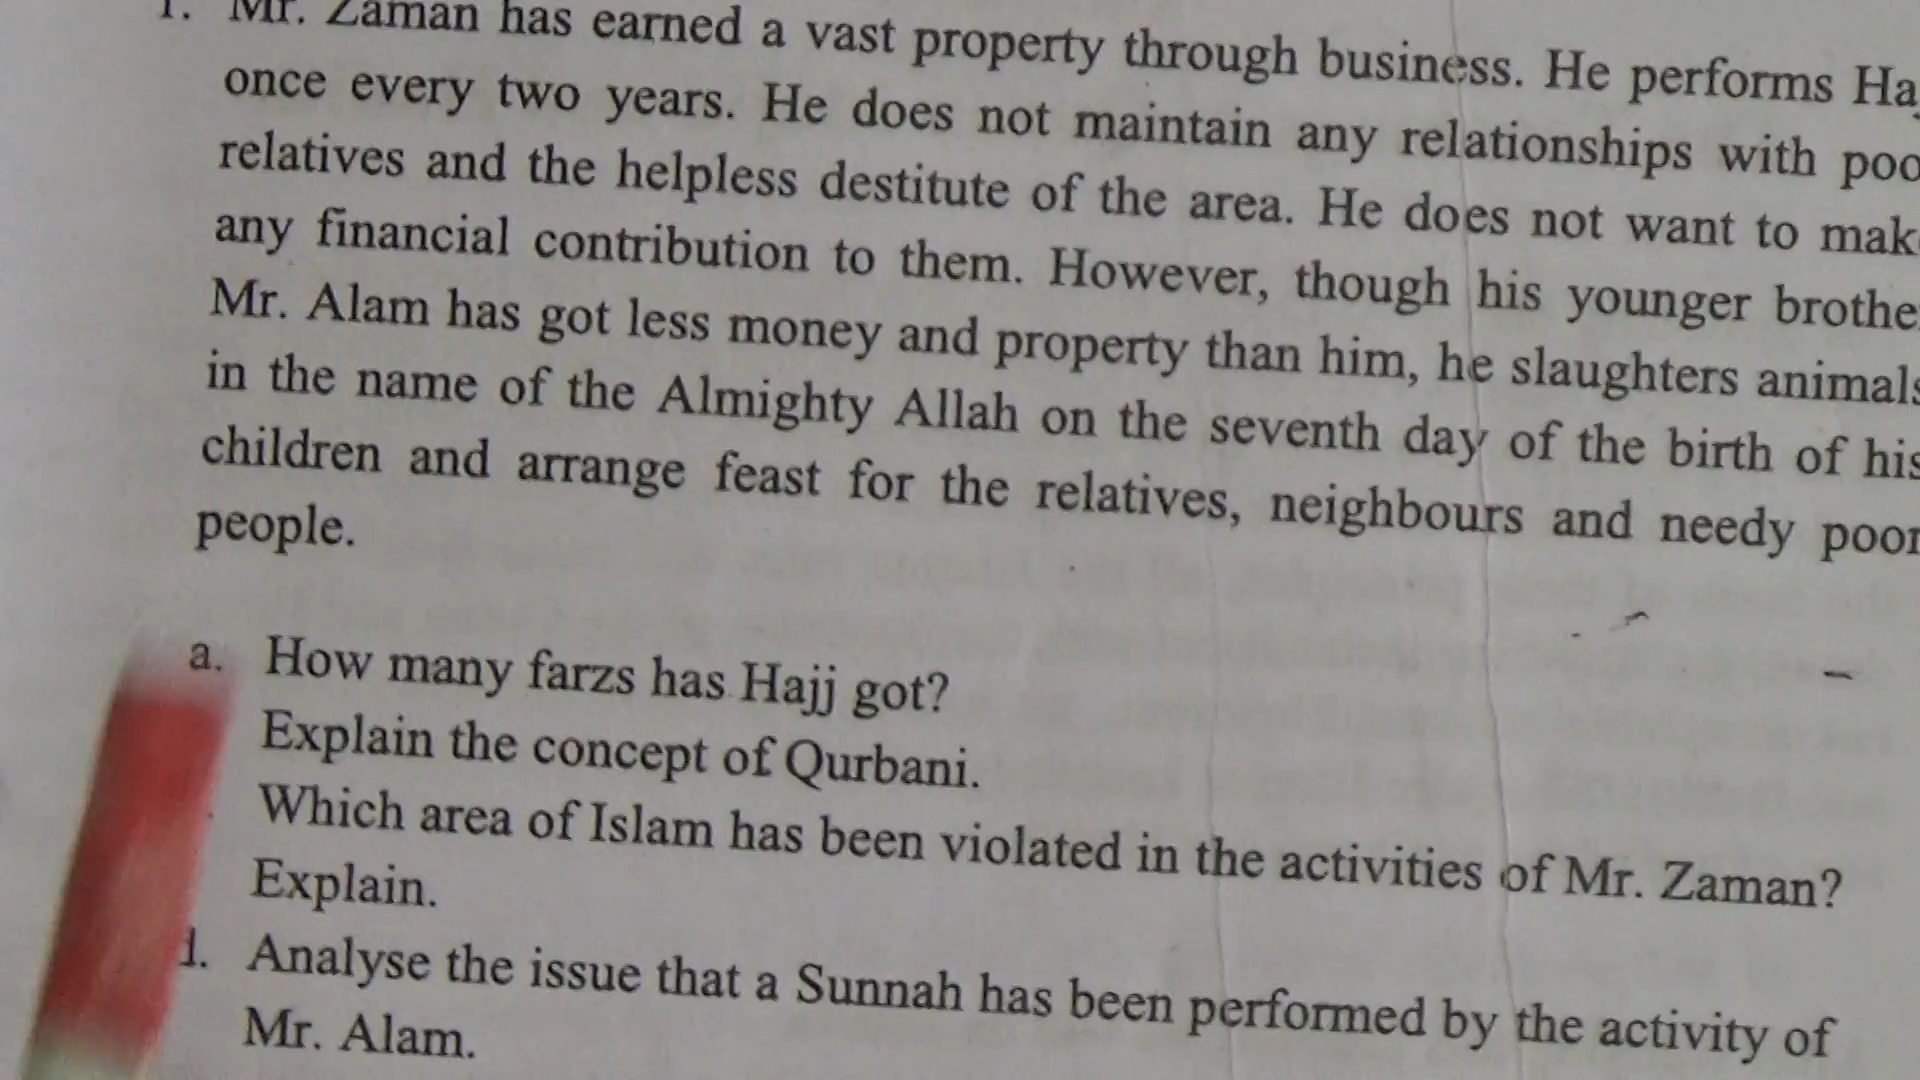 1. Mr. Zaman has earned a vast property through business. He performs Haj
once every two years. He does not maintain any relationships with poo
relatives and the helpless destitute of the area. He does not want to make
any financial contribution to them. However, though his younger brothe
Mr. Alam has got less money and property than him, he slaughters animals
in the name of the Almighty Allah on the seventh day of the birth of his
children and arrange feast for the relatives, neighbours and needy poor
people.
a. How many farzs has Hajj got?
Explain the concept of Qurbani.
Which area of Islam has been violated in the activities of Mr. Zaman?
Explain.
d. Analyse the issue that a Sunnah has been performed by the activity of
Mr. Alam.